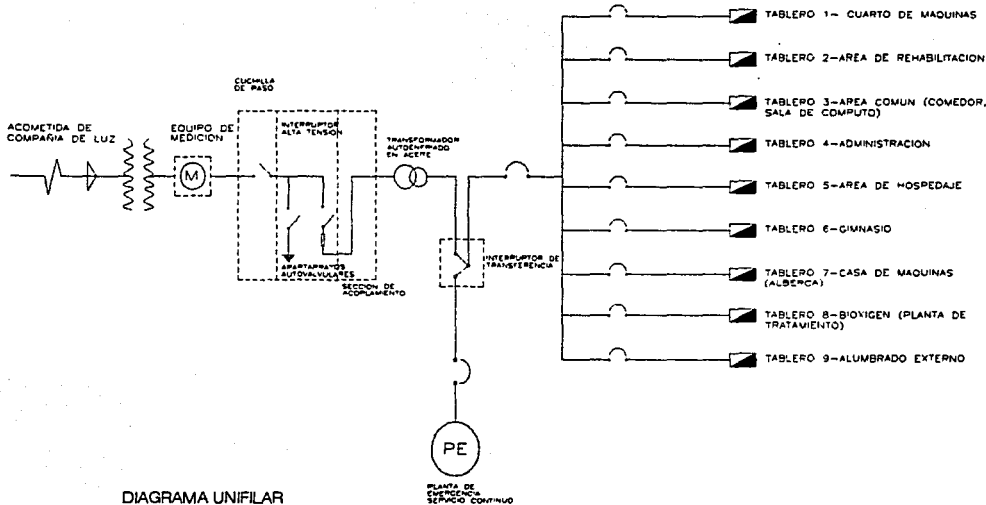 ACOMETIDA DE
COMPAÑIA DE LUZ
EQUIPO DE
MEDICION
M
CUCHILLA
DE PASO
INTERRUPTOR
ALTA TENSION
APARTARRATOS
AUTOVALVULARES
SECCION DE
ACOPLAMIENTO
TRANSFORMADOR
AUTOENFRIADO
EN ACEITE
INTERRUPTOR DE
TRANSFERENCIA
PE
PLANTA DE
EMERGENCIA
SERVICIO CONTINUO
TABLERO 1- CUARTO DE MAQUINAS
TABLERO 2-AREA DE REHABILITACION
TABLERO 3-AREA COMUN (COMEDOR,
SALA DE COMPUTO)
TABLERO 4-ADMINISTRACION
TABLERO 5-AREA DE HOSPEDAJE
TABLERO 6-GIMNASIO
TABLERO 7-CASA DE MAQUINAS
(ALBERCA)
TABLERO 8-BIOXIGEN (PLANTA DE
TRATAMIENTO)
TABLERO 9-ALUMBRADO EXTERNO
DIAGRAMA UNIFILAR